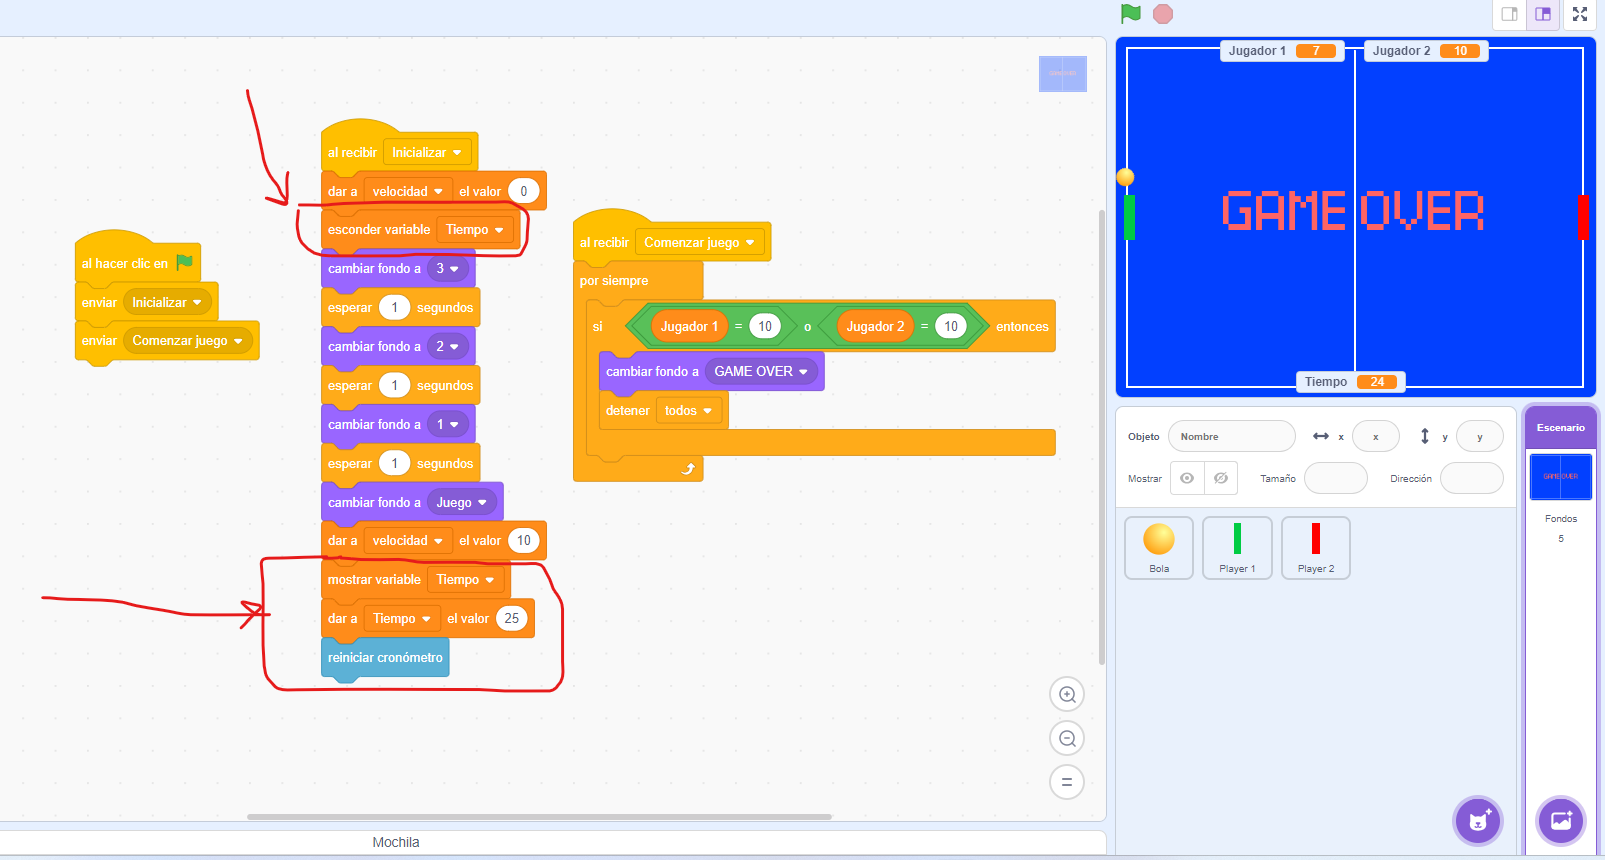 Jugador 1 7
Jugador 2 10
GAME OVER
Tiempo 24
al hacer clic en
enviar Inicializar
enviar Comenzar juego
al recibir Inicializar
dar a velocidad el valor 0
esconder variable Tiempo
cambiar fondo a 3
esperar 1 segundos
cambiar fondo a 2
esperar 1 segundos
cambiar fondo a 1
esperar 1 segundos
cambiar fondo a Juego
dar a velocidad el valor 10
mostrar variable Tiempo
dar a Tiempo el valor 25
reiniciar cronómetro
al recibir Comenzar juego
por siempre
si Jugador 1 = 10 o Jugador 2 = 10 entonces
cambiar fondo a GAME OVER
detener todos
Objeto Nombre x x y y
Mostrar Tamaño Dirección
Bola
Player 1
Player 2
Escenario
GAME OVER
Fondos
5
Mochila